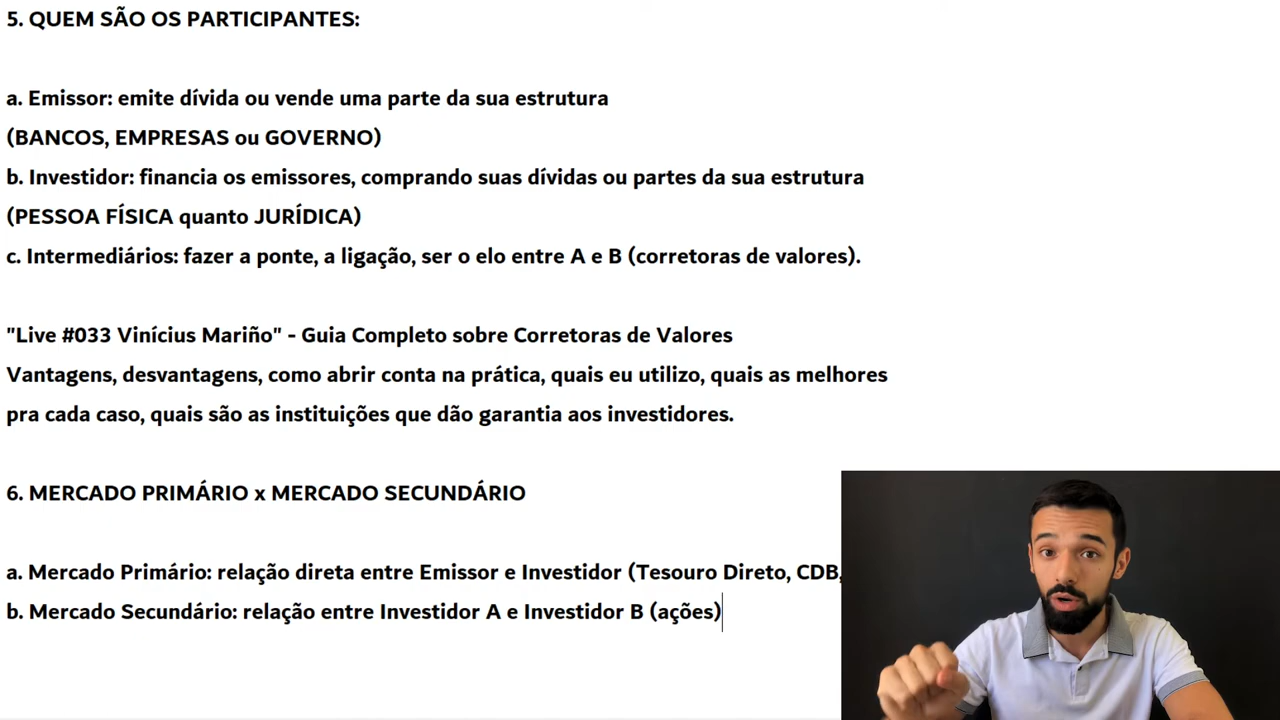 5. QUEM SÃO OS PARTICIPANTES:
a. Emissor: emite dívida ou vende uma parte da sua estrutura
(BANCOS, EMPRESAS ou GOVERNO)
b. Investidor: financia os emissores, comprando suas dívidas ou partes da sua estrutura
(PESSOA FÍSICA quanto JURÍDICA)
c. Intermediários: fazer a ponte, a ligação, ser o elo entre A e B (corretoras de valores).
"Live #033 Vinícius Mariño" - Guia Completo sobre Corretoras de Valores
Vantagens, desvantagens, como abrir conta na prática, quais eu utilizo, quais as melhores
pra cada caso, quais são as instituições que dão garantia aos investidores.
6. MERCADO PRIMÁRIO x MERCADO SECUNDÁRIO
a. Mercado Primário: relação direta entre Emissor e Investidor (Tesouro Direto, CDB,
b. Mercado Secundário: relação entre Investidor A e Investidor B (ações)